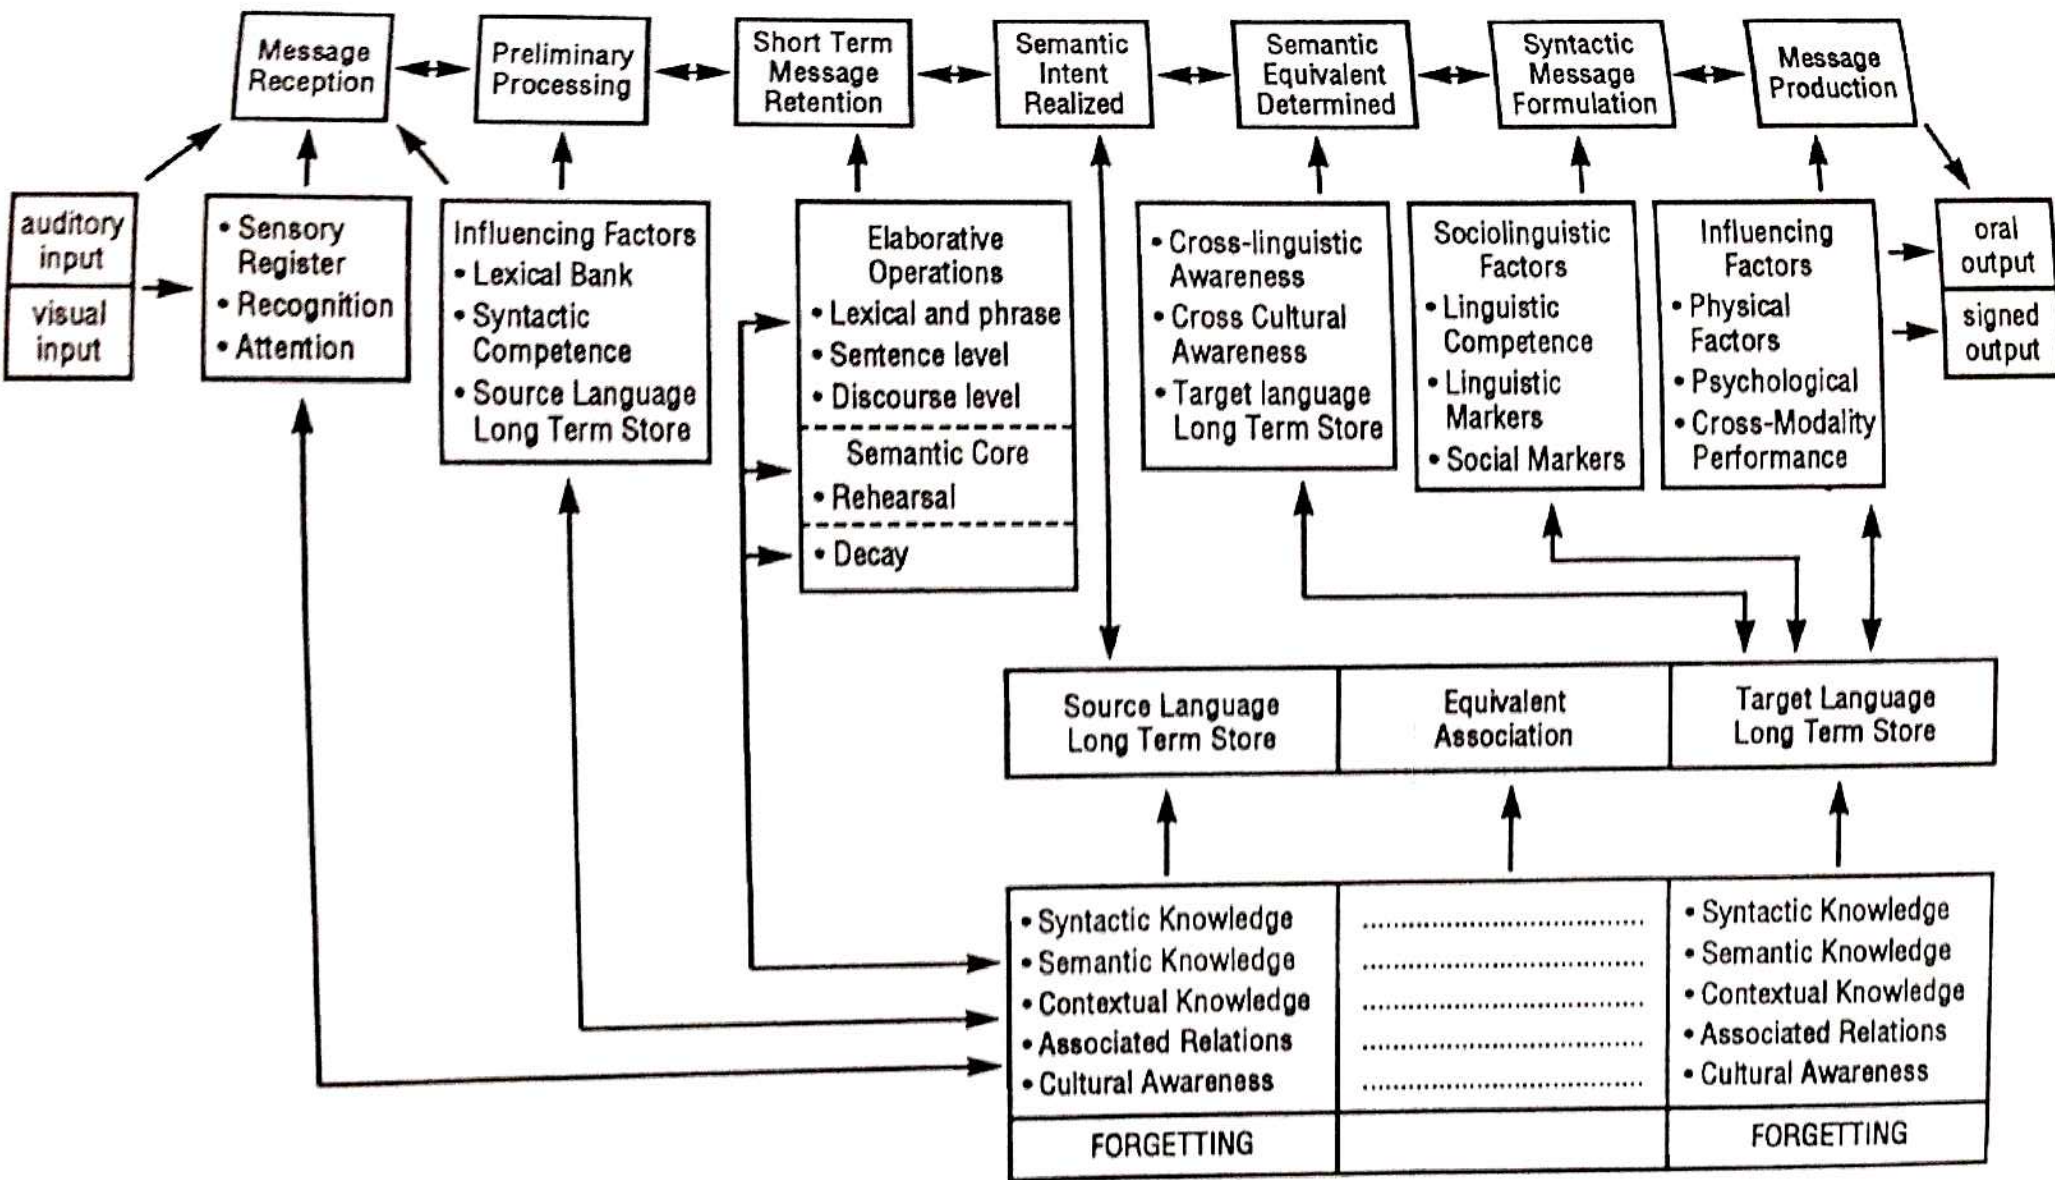 Message
Reception
Preliminary
Processing
Short Term
Message
Retention
Semantic
Intent
Realized
Semantic
Equivalent
Determined
Syntactic
Message
Formulation
Message
Production
auditory
input
visual
input
• Sensory
Register
• Recognition
• Attention
Influencing Factors
• Lexical Bank
• Syntactic
Competence
• Source Language
Long Term Store
Elaborative
Operations
• Lexical and phrase
• Sentence level
• Discourse level
Semantic Core
• Rehearsal
• Decay
• Cross-linguistic
Awareness
• Cross Cultural
Awareness
• Target language
Long Term Store
Sociolinguistic
Factors
• Linguistic
Competence
• Linguistic
Markers
• Social Markers
Influencing
Factors
• Physical
Factors
• Psychological
• Cross-Modality
Performance
oral
output
signed
output
Source Language
Long Term Store
Equivalent
Association
Target Language
Long Term Store
• Syntactic Knowledge
• Semantic Knowledge
• Contextual Knowledge
• Associated Relations
• Cultural Awareness
FORGETTING
• Syntactic Knowledge
• Semantic Knowledge
• Contextual Knowledge
• Associated Relations
• Cultural Awareness
FORGETTING